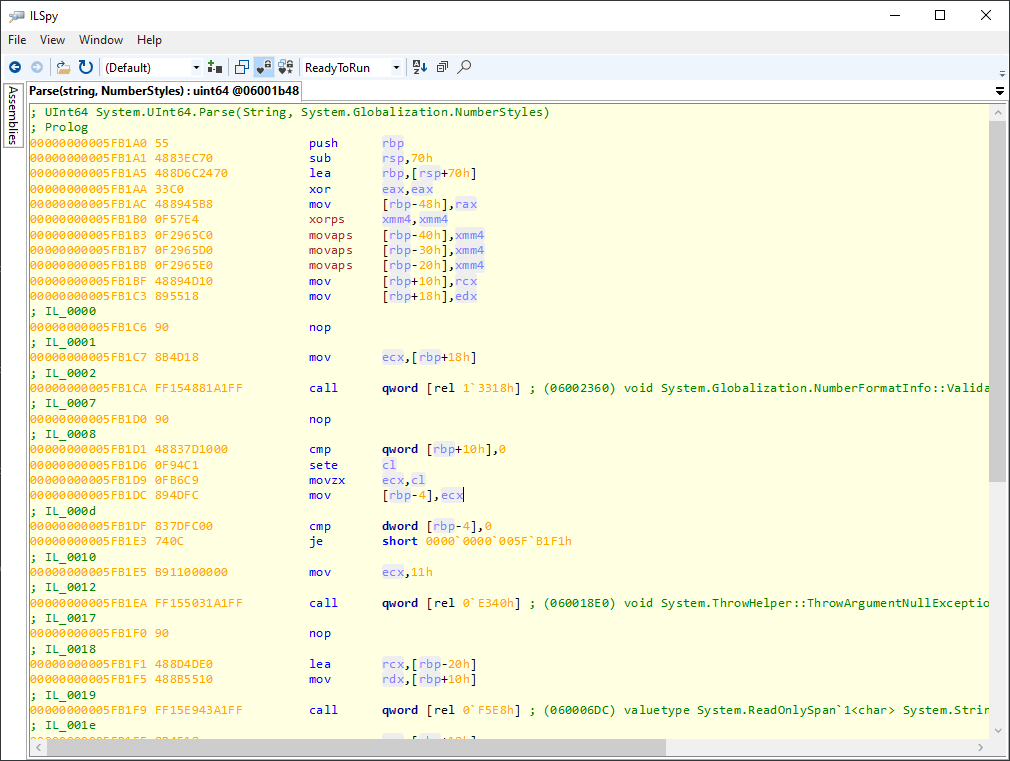 ILSpy
File View Window Help
(Default) ReadyToRun
Assemblies
Parse(string, NumberStyles) : uint64 @06001b48
; UInt64 System.UInt64.Parse(String, System.Globalization.NumberStyles)
; Prolog
00000000005FB1A0 55 push rbp
00000000005FB1A1 4883EC70 sub rsp,70h
00000000005FB1A5 488D6C2470 lea rbp,[rsp+70h]
00000000005FB1AA 33C0 xor eax,eax
00000000005FB1AC 488945B8 mov [rbp-48h],rax
00000000005FB1B0 0F57E4 xorps xmm4,xmm4
00000000005FB1B3 0F2965C0 movaps [rbp-40h],xmm4
00000000005FB1B7 0F2965D0 movaps [rbp-30h],xmm4
00000000005FB1BB 0F2965E0 movaps [rbp-20h],xmm4
00000000005FB1BF 48894D10 mov [rbp+10h],rcx
00000000005FB1C3 895518 mov [rbp+18h],edx
; IL_0000
00000000005FB1C6 90 nop
; IL_0001
00000000005FB1C7 8B4D18 mov ecx,[rbp+18h]
; IL_0002
00000000005FB1CA FF154881A1FF call qword [rel 1`3318h] ; (06002360) void System.Globalization.NumberFormatInfo::Valida
; IL_0007
00000000005FB1D0 90 nop
; IL_0008
00000000005FB1D1 48837D1000 cmp qword [rbp+10h],0
00000000005FB1D6 0F94C1 sete cl
00000000005FB1D9 0FB6C9 movzx ecx,cl
00000000005FB1DC 894DFC mov [rbp-4],ecx
; IL_000d
00000000005FB1DF 837DFC00 cmp dword [rbp-4],0
00000000005FB1E3 740C je short 0000`0000`005F`B1F1h
; IL_0010
00000000005FB1E5 B911000000 mov ecx,11h
; IL_0012
00000000005FB1EA FF155031A1FF call qword [rel 0`E340h] ; (060018E0) void System.ThrowHelper::ThrowArgumentNullExceptio
; IL_0017
00000000005FB1F0 90 nop
; IL_0018
00000000005FB1F1 488D4DE0 lea rcx,[rbp-20h]
00000000005FB1F5 488B5510 mov rdx,[rbp+10h]
; IL_0019
00000000005FB1F9 FF15E943A1FF call qword [rel 0`F5E8h] ; (060006DC) valuetype System.ReadOnlySpan`1<char> System.Strin
; IL_001e